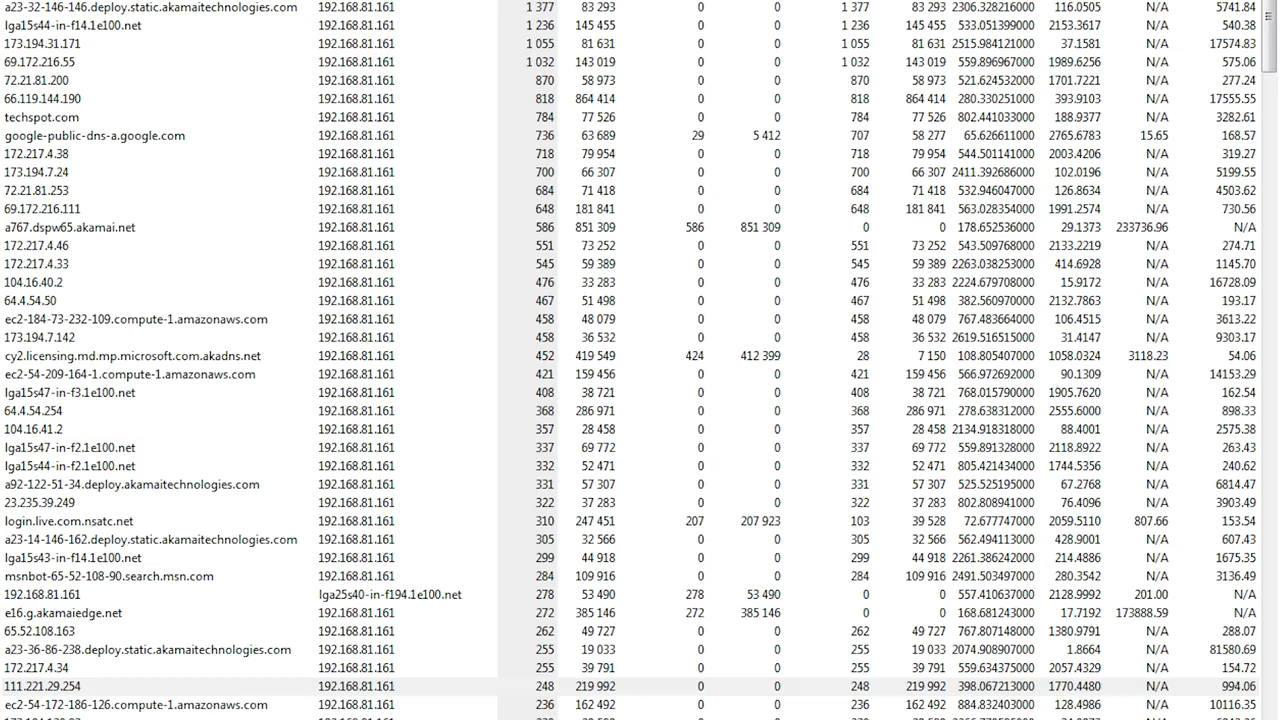 a23-32-146-146.deploy.static.akamaitechnologies.com 192.168.81.161 1 377 83 293 0 0 1 377 83 293 2306.328216000 116.0505 N/A 5741.84
lga15s44-in-f14.1e100.net 192.168.81.161 1 236 145 455 0 0 1 236 145 455 533.051399000 2153.3617 N/A 540.38
173.194.31.171 192.168.81.161 1 055 81 631 0 0 1 055 81 631 2515.984121000 37.1581 N/A 17574.83
69.172.216.55 192.168.81.161 1 032 143 019 0 0 1 032 143 019 559.896967000 1989.6256 N/A 575.06
72.21.81.200 192.168.81.161 870 58 973 0 0 870 58 973 521.624532000 1701.7221 N/A 277.24
66.119.144.190 192.168.81.161 818 864 414 0 0 818 864 414 280.330251000 393.9103 N/A 17555.55
techspot.com 192.168.81.161 784 77 526 0 0 784 77 526 802.441033000 188.9377 N/A 3282.61
google-public-dns-a.google.com 192.168.81.161 736 63 689 29 5 412 707 58 277 65.626611000 2765.6783 15.65 168.57
172.217.4.38 192.168.81.161 718 79 954 0 0 718 79 954 544.501141000 2003.4206 N/A 319.27
173.194.7.24 192.168.81.161 700 66 307 0 0 700 66 307 2411.392686000 102.0196 N/A 5199.55
72.21.81.253 192.168.81.161 684 71 418 0 0 684 71 418 532.946047000 126.8634 N/A 4503.62
69.172.216.111 192.168.81.161 648 181 841 0 0 648 181 841 563.028354000 1991.2574 N/A 730.56
a767.dspw65.akamai.net 192.168.81.161 586 851 309 586 851 309 0 0 178.652536000 29.1373 233736.96 N/A
172.217.4.46 192.168.81.161 551 73 252 0 0 551 73 252 543.509768000 2133.2219 N/A 274.71
172.217.4.33 192.168.81.161 545 59 389 0 0 545 59 389 2263.038253000 414.6928 N/A 1145.70
104.16.40.2 192.168.81.161 476 33 283 0 0 476 33 283 2224.679708000 15.9172 N/A 16728.09
64.4.54.50 192.168.81.161 467 51 498 0 0 467 51 498 382.560970000 2132.7863 N/A 193.17
ec2-184-73-232-109.compute-1.amazonaws.com 192.168.81.161 458 48 079 0 0 458 48 079 767.483664000 106.4515 N/A 3613.22
173.194.7.142 192.168.81.161 458 36 532 0 0 458 36 532 2619.516515000 31.4147 N/A 9303.17
cy2.licensing.md.mp.microsoft.com.akadns.net 192.168.81.161 452 419 549 424 412 399 28 7 150 108.805407000 1058.0324 3118.23 54.06
ec2-54-209-164-1.compute-1.amazonaws.com 192.168.81.161 421 159 456 0 0 421 159 456 566.972692000 90.1309 N/A 14153.29
lga15s47-in-f3.1e100.net 192.168.81.161 408 38 721 0 0 408 38 721 768.015790000 1905.7620 N/A 162.54
64.4.54.254 192.168.81.161 368 286 971 0 0 368 286 971 278.638312000 2555.6000 N/A 898.33
104.16.41.2 192.168.81.161 357 28 458 0 0 357 28 458 2134.918318000 88.4001 N/A 2575.38
lga15s47-in-f2.1e100.net 192.168.81.161 337 69 772 0 0 337 69 772 559.891328000 2118.8922 N/A 263.43
lga15s44-in-f2.1e100.net 192.168.81.161 332 52 471 0 0 332 52 471 805.421434000 1744.5356 N/A 240.62
a92-122-51-34.deploy.akamaitechnologies.com 192.168.81.161 331 57 307 0 0 331 57 307 525.525195000 67.2768 N/A 6814.47
23.235.39.249 192.168.81.161 322 37 283 0 0 322 37 283 802.808941000 76.4096 N/A 3903.49
login.live.com.nsatc.net 192.168.81.161 310 247 451 207 207 923 103 39 528 72.677747000 2059.5110 807.66 153.54
a23-14-146-162.deploy.static.akamaitechnologies.com 192.168.81.161 305 32 566 0 0 305 32 566 562.494113000 428.9001 N/A 607.43
lga15s43-in-f14.1e100.net 192.168.81.161 299 44 918 0 0 299 44 918 2261.386242000 214.4886 N/A 1675.35
msnbot-65-52-108-90.search.msn.com 192.168.81.161 284 109 916 0 0 284 109 916 2491.503497000 280.3542 N/A 3136.49
192.168.81.161 lga25s40-in-f194.1e100.net 278 53 490 278 53 490 0 0 557.410637000 2128.9992 201.00 N/A
e16.g.akamaiedge.net 192.168.81.161 272 385 146 272 385 146 0 0 168.681243000 17.7192 173888.59 N/A
65.52.108.163 192.168.81.161 262 49 727 0 0 262 49 727 767.807148000 1380.9791 N/A 288.07
a23-36-86-238.deploy.static.akamaitechnologies.com 192.168.81.161 255 19 033 0 0 255 19 033 2074.908907000 1.8664 N/A 81580.69
172.217.4.34 192.168.81.161 255 39 791 0 0 255 39 791 559.634375000 2057.4329 N/A 154.72
111.221.29.254 192.168.81.161 248 219 992 0 0 248 219 992 398.067213000 1770.4480 N/A 994.06
ec2-54-172-186-126.compute-1.amazonaws.com 192.168.81.161 236 162 492 0 0 236 162 492 884.832403000 128.4986 N/A 10116.35